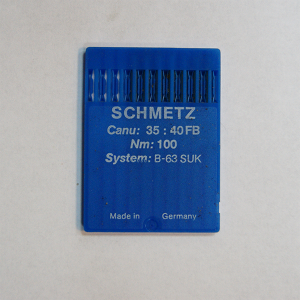 SCHMETZ
Canu: 35 : 40 FB
Nm: 100
System: B-63 SUK
Made in Germany